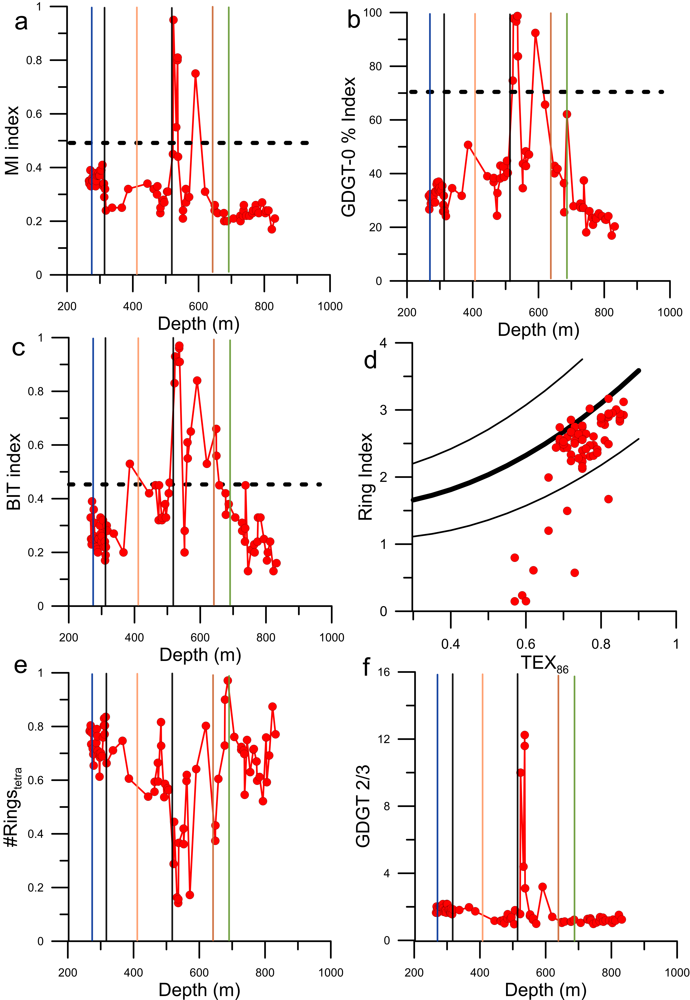 a
1
0.8
0.6
0.4
0.2
0
MI index
200 400 600 800 1000
Depth (m)
b
100
80
60
40
20
0
GDGT-0 % Index
200 400 600 800 1000
Depth (m)
c
1
0.8
0.6
0.4
0.2
0
BIT index
200 400 600 800 1000
Depth (m)
d
4
3
2
1
0
Ring Index
0.4 0.6 0.8 1
TEX86
e
1
0.8
0.6
0.4
0.2
0
#Ringstetra
200 400 600 800 1000
Depth (m)
f
16
12
8
4
0
GDGT 2/3
200 400 600 800 1000
Depth (m)